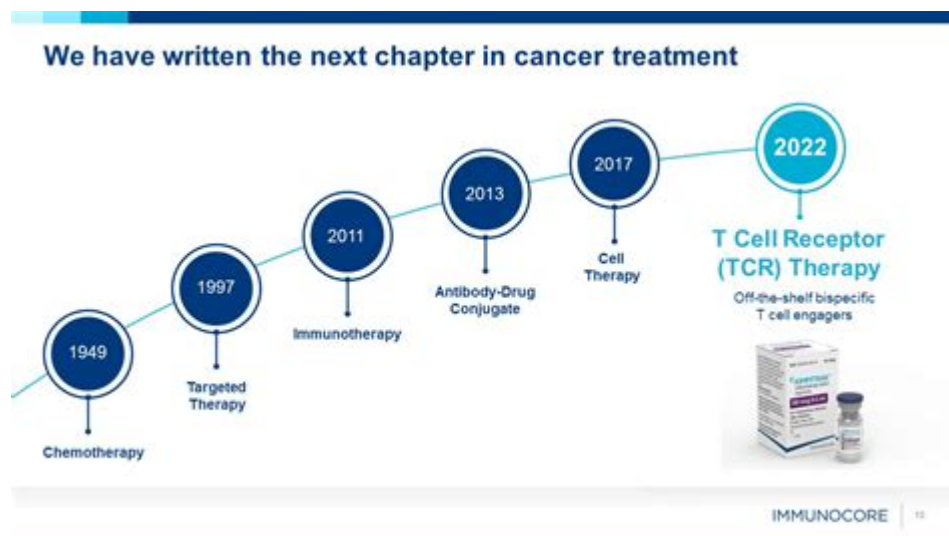 We have written the next chapter in cancer treatment
2022
2017
2013
2011
1997
1949
T Cell Receptor
(TCR) Therapy
Off-the-shelf bispecific
T cell engagers
Cell
Therapy
Antibody-Drug
Conjugate
Immunotherapy
Targeted
Therapy
Chemotherapy
IMMUNOCORE